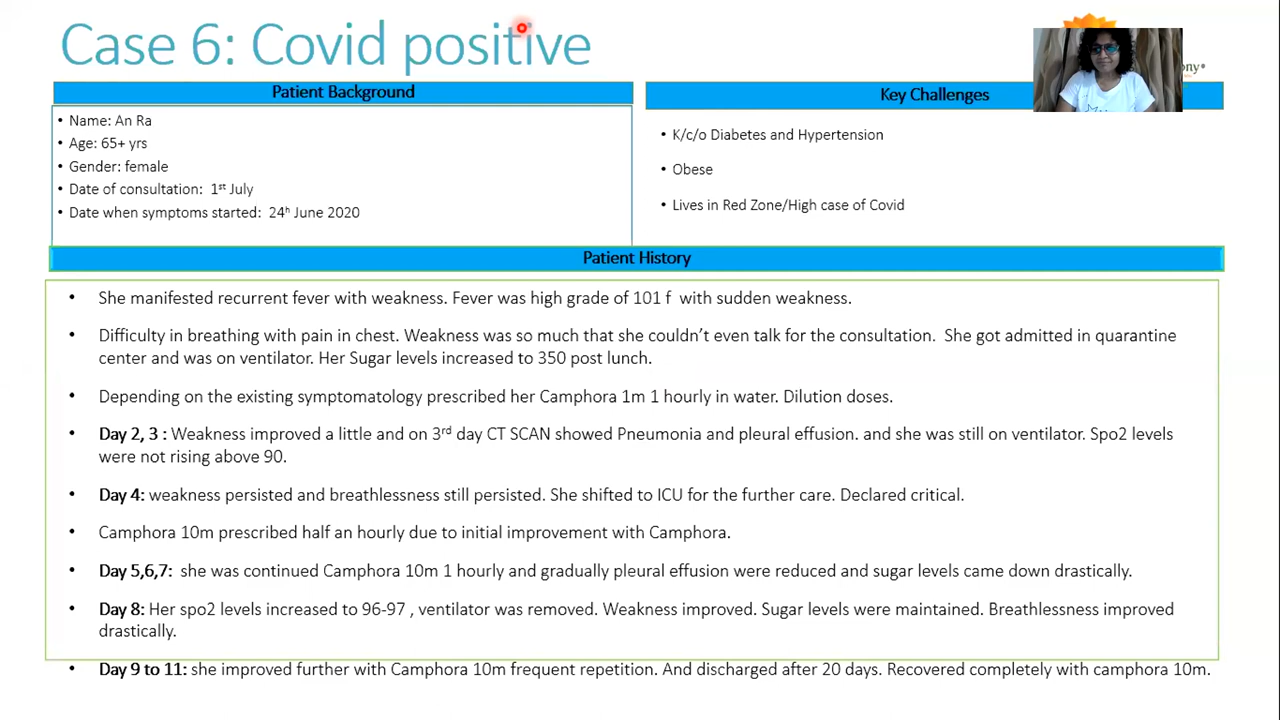 Case 6: Covid positive
Patient Background
Key Challenges
• Name: An Ra
• Age: 65+ yrs
• Gender: female
• Date of consultation: 1st July
• Date when symptoms started: 24h June 2020
• K/c/o Diabetes and Hypertension
• Obese
• Lives in Red Zone/High case of Covid
Patient History
• She manifested recurrent fever with weakness. Fever was high grade of 101 f with sudden weakness.
• Difficulty in breathing with pain in chest. Weakness was so much that she couldn't even talk for the consultation. She got admitted in quarantine
center and was on ventilator. Her Sugar levels increased to 350 post lunch.
• Depending on the existing symptomatology prescribed her Camphora 1m 1 hourly in water. Dilution doses.
• Day 2, 3 : Weakness improved a little and on 3rd day CT SCAN showed Pneumonia and pleural effusion. and she was still on ventilator. Spo2 levels
were not rising above 90.
• Day 4: weakness persisted and breathlessness still persisted. She shifted to ICU for the further care. Declared critical.
• Camphora 10m prescribed half an hourly due to initial improvement with Camphora.
• Day 5,6,7: she was continued Camphora 10m 1 hourly and gradually pleural effusion were reduced and sugar levels came down drastically.
• Day 8: Her spo2 levels increased to 96-97 , ventilator was removed. Weakness improved. Sugar levels were maintained. Breathlessness improved
drastically.
• Day 9 to 11: she improved further with Camphora 10m frequent repetition. And discharged after 20 days. Recovered completely with camphora 10m.